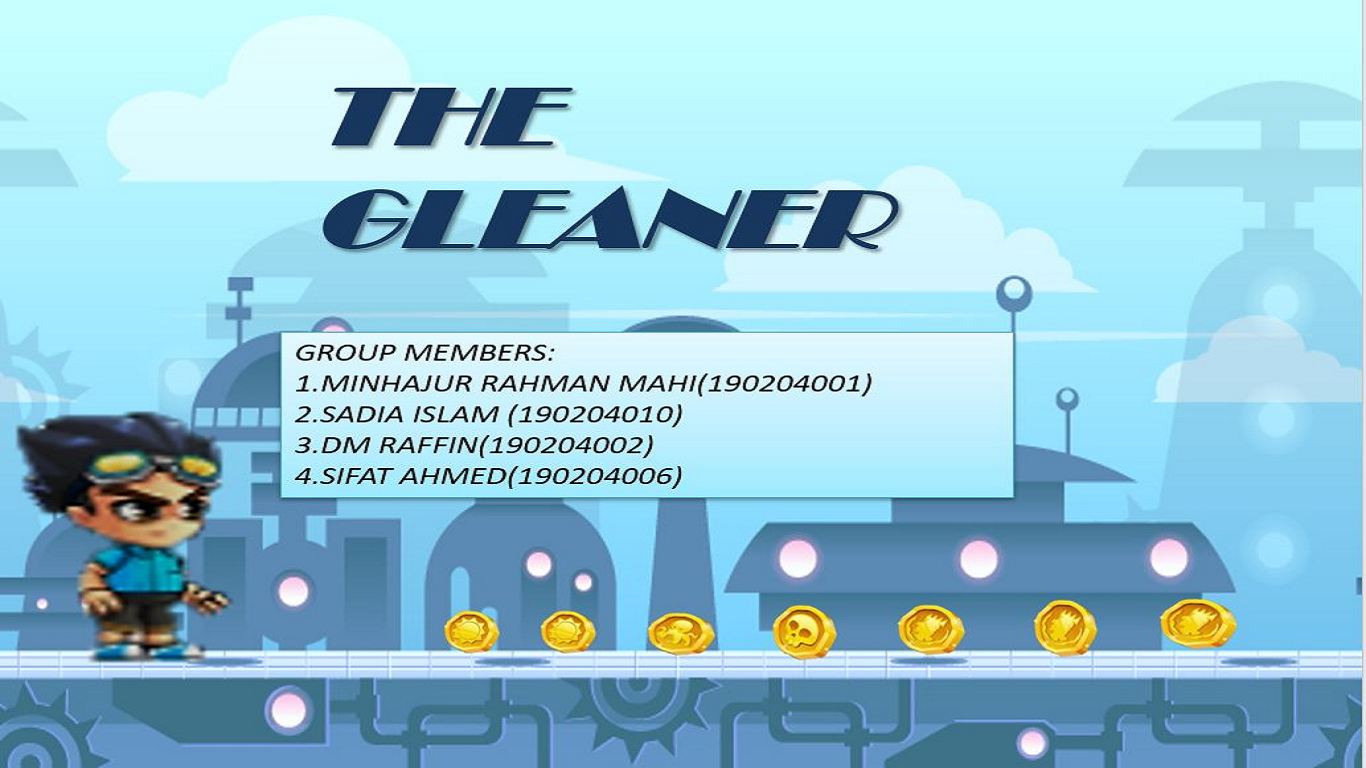 THE
GLEANER
GROUP MEMBERS:
1.MINHAJUR RAHMAN MAHI(190204001)
2.SADIA ISLAM (190204010)
3.DM RAFFIN(190204002)
4.SIFAT AHMED(190204006)